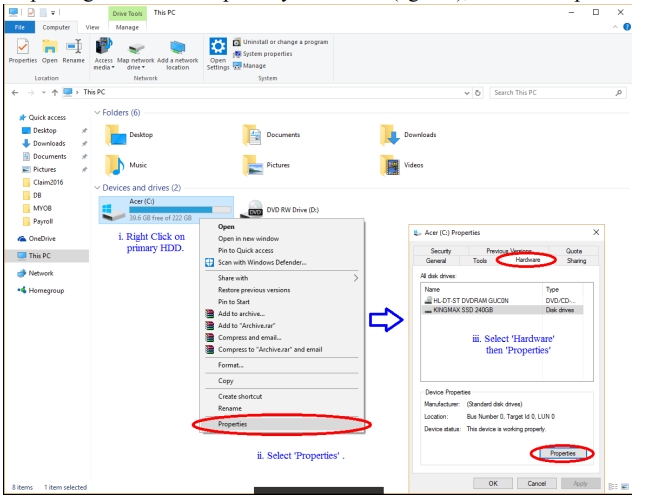 Drive Tools This PC
File Computer View Manage
Properties Open Rename
Access media Map network drive Add a network location
Open Settings
Uninstall or change a program
System properties
Manage
Location Network System
This PC
Search This PC
Quick access
Desktop
Downloads
Documents
Pictures
Claim2016
DB
MYOB
Payroll
OneDrive
This PC
Network
Homegroup
Folders (6)
Desktop Documents Downloads
Music Pictures Videos
Devices and drives (2)
Acer (C:)
39.6 GB free of 222 GB
DVD RW Drive (D:)
i. Right Click on
primary HDD.
Open
Open in new window
Pin to Quick access
Scan with Windows Defender...
Share with
Restore previous versions
Pin to Start
Add to archive...
Add to "Archive.rar"
Compress and email...
Compress to "Archive.rar" and email
Format...
Copy
Create shortcut
Rename
Properties
ii. Select 'Properties' .
Acer (C:) Properties
Security Previous Versions Quota
General Tools Hardware Sharing
All disk drives:
Name Type
HL-DT-ST DVDRAM GUC0N DVD/CD-...
KINGMAX SSD 240GB Disk drives
iii. Select 'Hardware'
then 'Properties'
Device Properties
Manufacturer: (Standard disk drives)
Location: Bus Number 0, Target Id 0, LUN 0
Device status: This device is working properly.
Properties
OK Cancel Apply
8 items 1 item selected